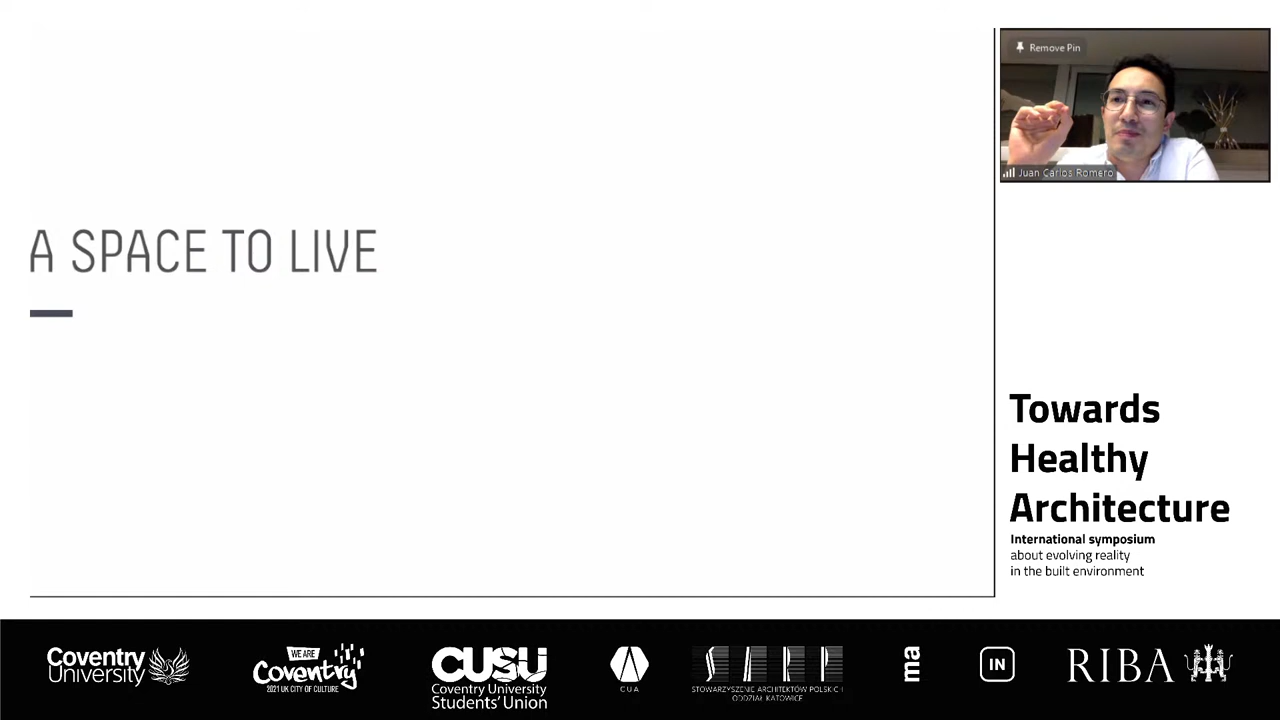 A SPACE TO LIVE
Remove Pin
Juan Carlos Romero
Towards
Healthy
Architecture
International symposium
about evolving reality
in the built environment
Coventry
University
WE ARE
Coventry
2021 UK CITY OF CULTURE
CUSU
Coventry University
Students' Union
CUA
SARP
STOWARZYSZENIE ARCHITEKTÓW POLSKICH
ODDZIAŁ KATOWICE
ma
IN
RIBA